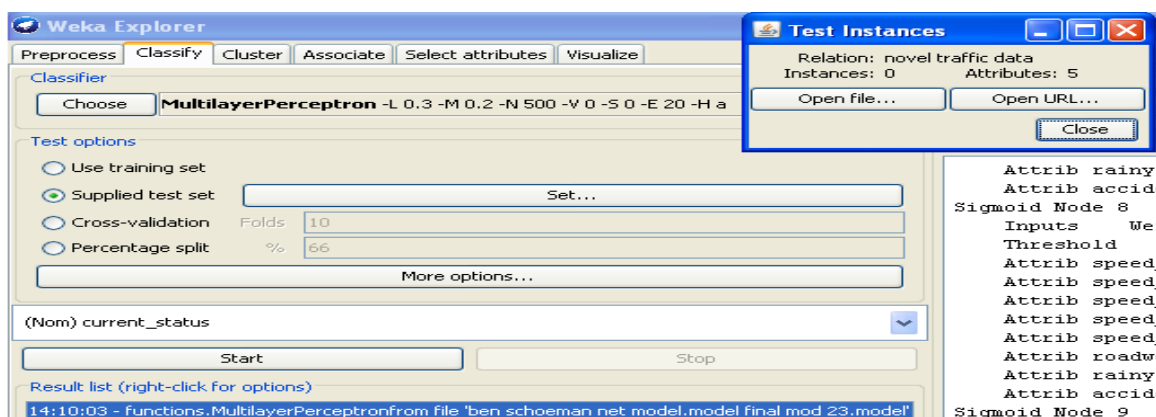 Weka Explorer
Preprocess Classify Cluster Associate Select attributes Visualize
Classifier
Choose MultilayerPerceptron -L 0.3 -M 0.2 -N 500 -V 0 -S 0 -E 20 -H a
Test options
Use training set
Supplied test set Set...
Cross-validation Folds 10
Percentage split % 66
More options...
(Nom) current_status
Start Stop
Result list (right-click for options)
14:10:03 - functions.MultilayerPerceptronfrom file 'ben schoeman net model.model final mod 23.model'
Test Instances
Relation: novel traffic data
Instances: 0 Attributes: 5
Open file... Open URL...
Close
Attrib rainy
Attrib accid
Sigmoid Node 8
Inputs We
Threshold
Attrib speed_
Attrib speed_
Attrib speed_
Attrib speed_
Attrib speed_
Attrib roadw
Attrib rainy
Attrib accid
Sigmoid Node 9